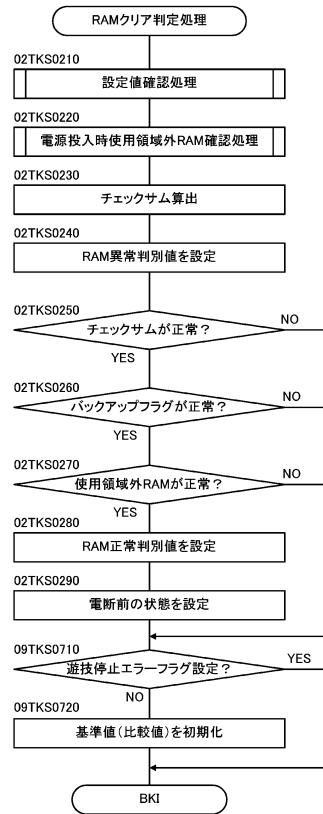 RAMクリア判定処理
02TKS0210
設定値確認処理
02TKS0220
電源投入時使用領域外RAM確認処理
02TKS0230
チェックサム算出
02TKS0240
RAM異常判別値を設定
02TKS0250
チェックサムが正常？
NO
YES
02TKS0260
バックアップフラグが正常？
NO
YES
02TKS0270
使用領域外RAMが正常？
NO
YES
02TKS0280
RAM正常判別値を設定
02TKS0290
電断前の状態を設定
09TKS0710
遊技停止エラーフラグ設定？
YES
NO
09TKS0720
基準値（比較値）を初期化
BKI